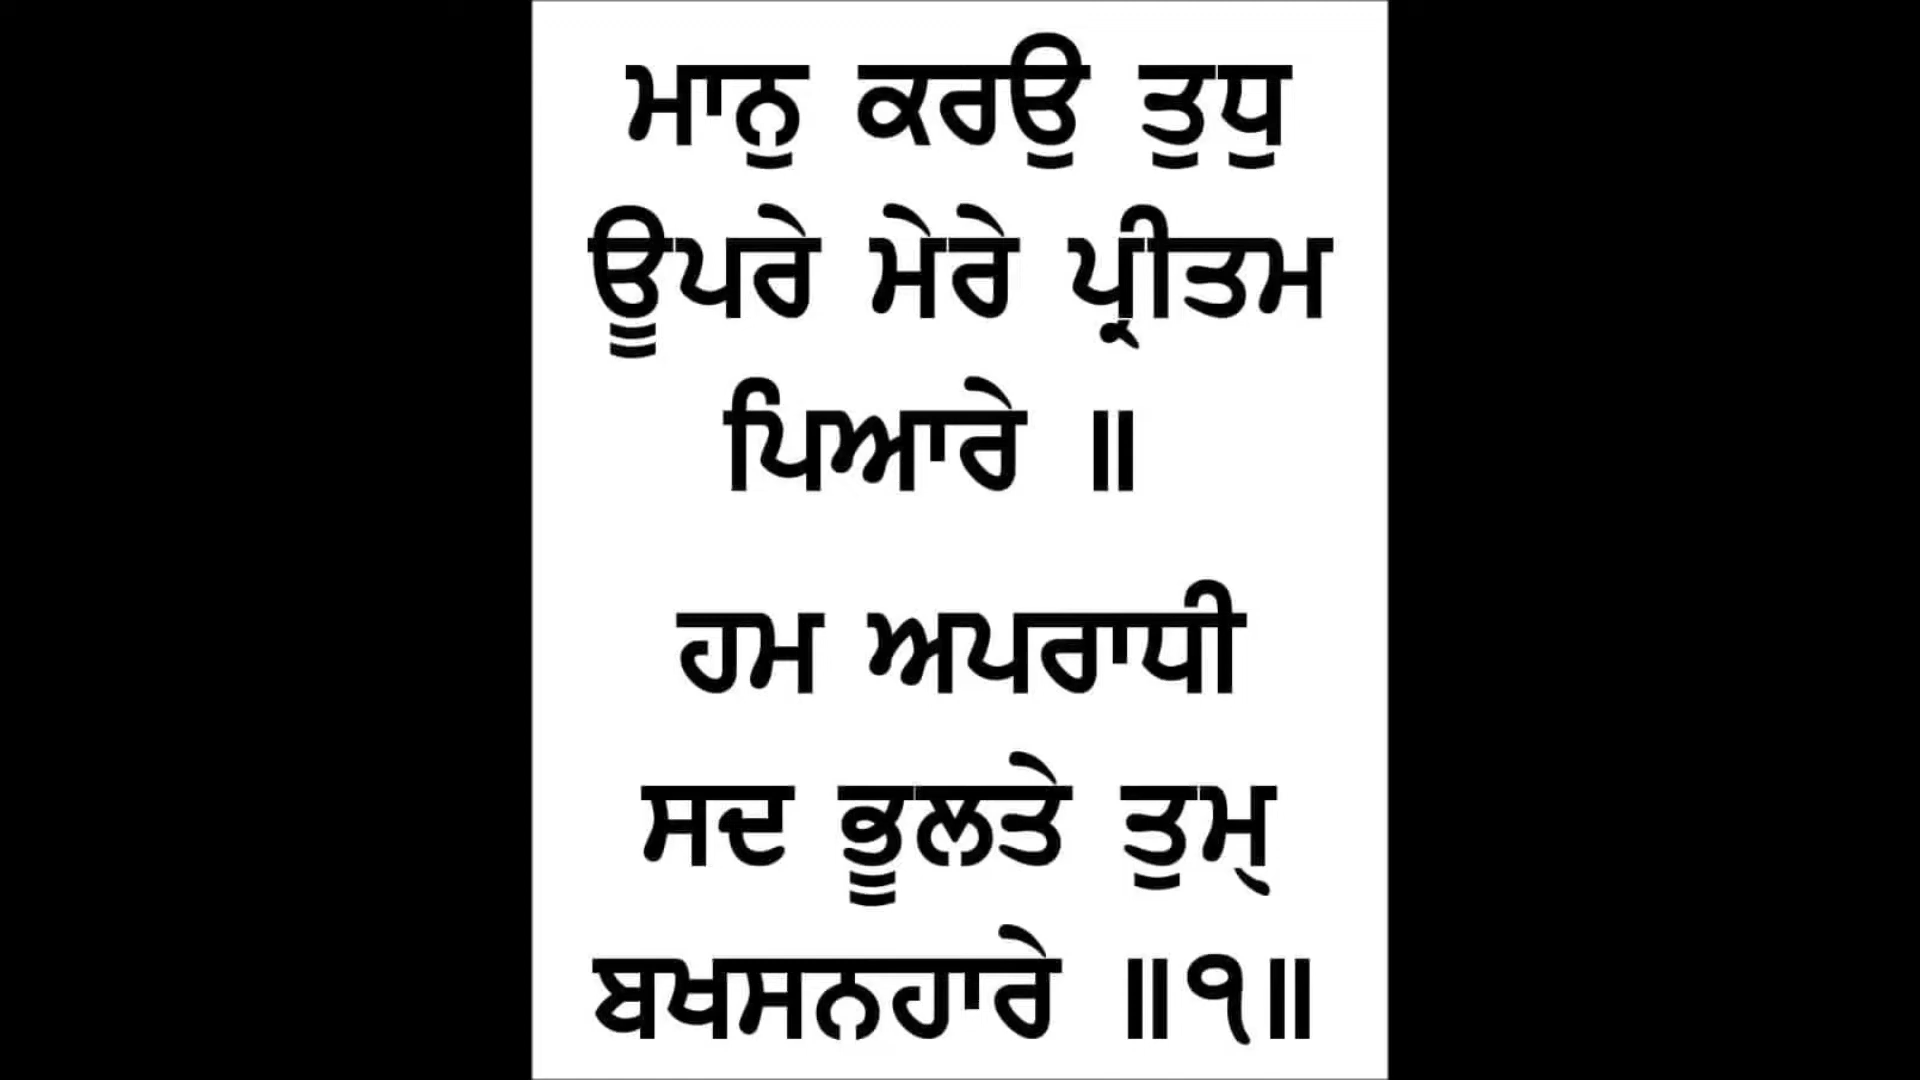 ਮਾਨੁ ਕਰਉ ਤੁਧੁ
ਊਪਰੇ ਮੇਰੇ ਪ੍ਰੀਤਮ
ਪਿਆਰੇ ॥
ਹਮ ਅਪਰਾਧੀ
ਸਦ ਭੂਲਤੇ ਤੁਮ੍
ਬਖਸਨਹਾਰੇ ॥੧॥